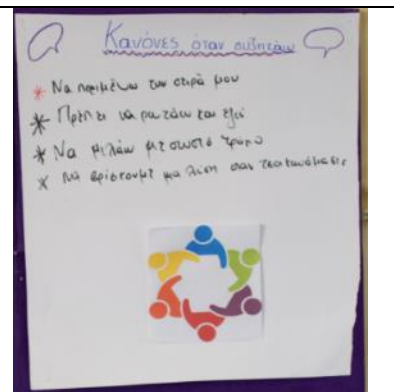 Κανόνες όταν συζητάω
* Να περιμένω την σειρά μου
* Πρέπει να ρωτάω και εγώ
* Να μιλάω με σωστό τρόπο
* Να βρίσκουμε μια λύση σαν